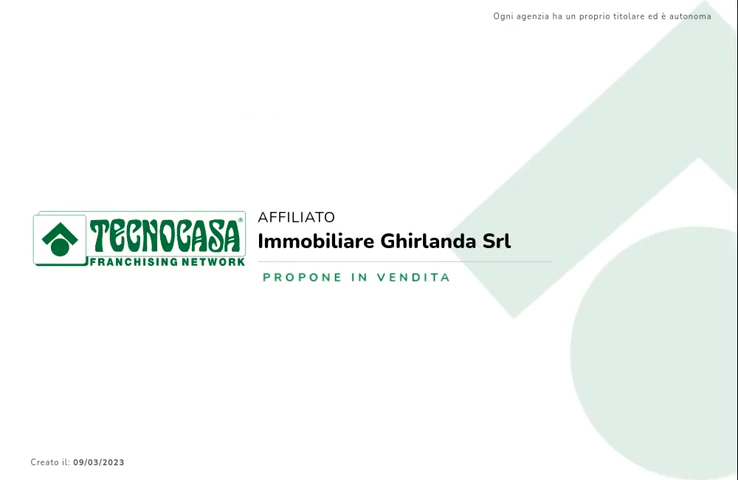 Ogni agenzia ha un proprio titolare ed è autonoma
TECNOCASA®
FRANCHISING NETWORK
AFFILIATO
Immobiliare Ghirlanda Srl
PROPONE IN VENDITA
Creato il: 09/03/2023